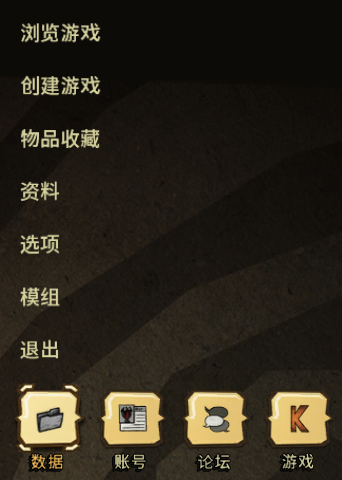 浏览游戏
创建游戏
物品收藏
资料
选项
模组
退出
数据 账号 论坛 游戏